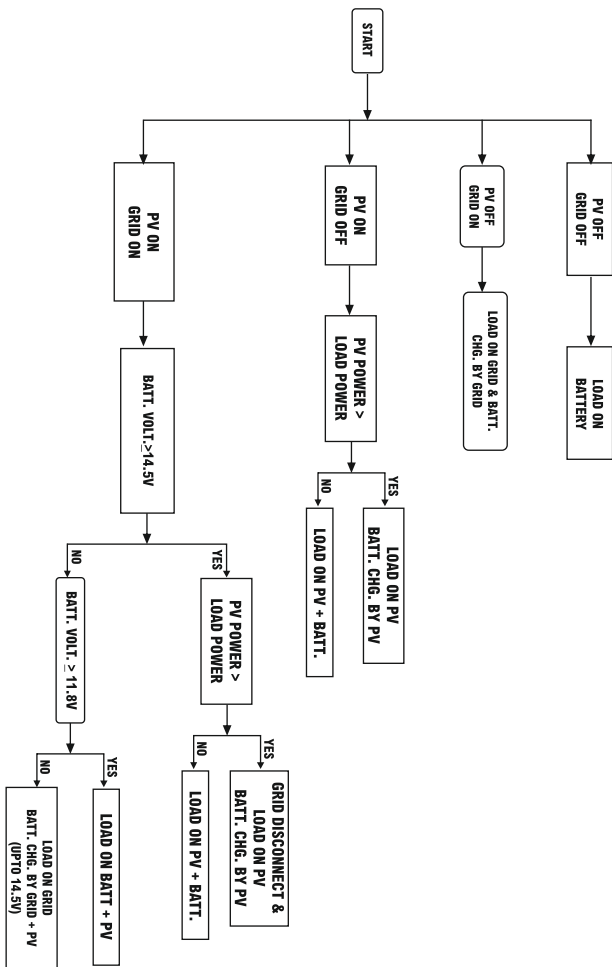 START
PV ON
GRID ON
BATT. VOLT.≥14.5V
YES
PV POWER >
LOAD POWER
YES
GRID DISCONNECT &
LOAD ON PV
BATT. CHG. BY PV
NO
LOAD ON PV + BATT.
NO
BATT. VOLT. ≥ 11.8V
YES
LOAD ON BATT + PV
NO
LOAD ON GRID
BATT. CHG. BY GRID + PV
(UPTO 14.5V)
PV ON
GRID OFF
PV POWER >
LOAD POWER
YES
LOAD ON PV
BATT. CHG. BY PV
NO
LOAD ON PV + BATT.
PV OFF
GRID ON
LOAD ON GRID & BATT.
CHG. BY GRID
PV OFF
GRID OFF
LOAD ON
BATTERY